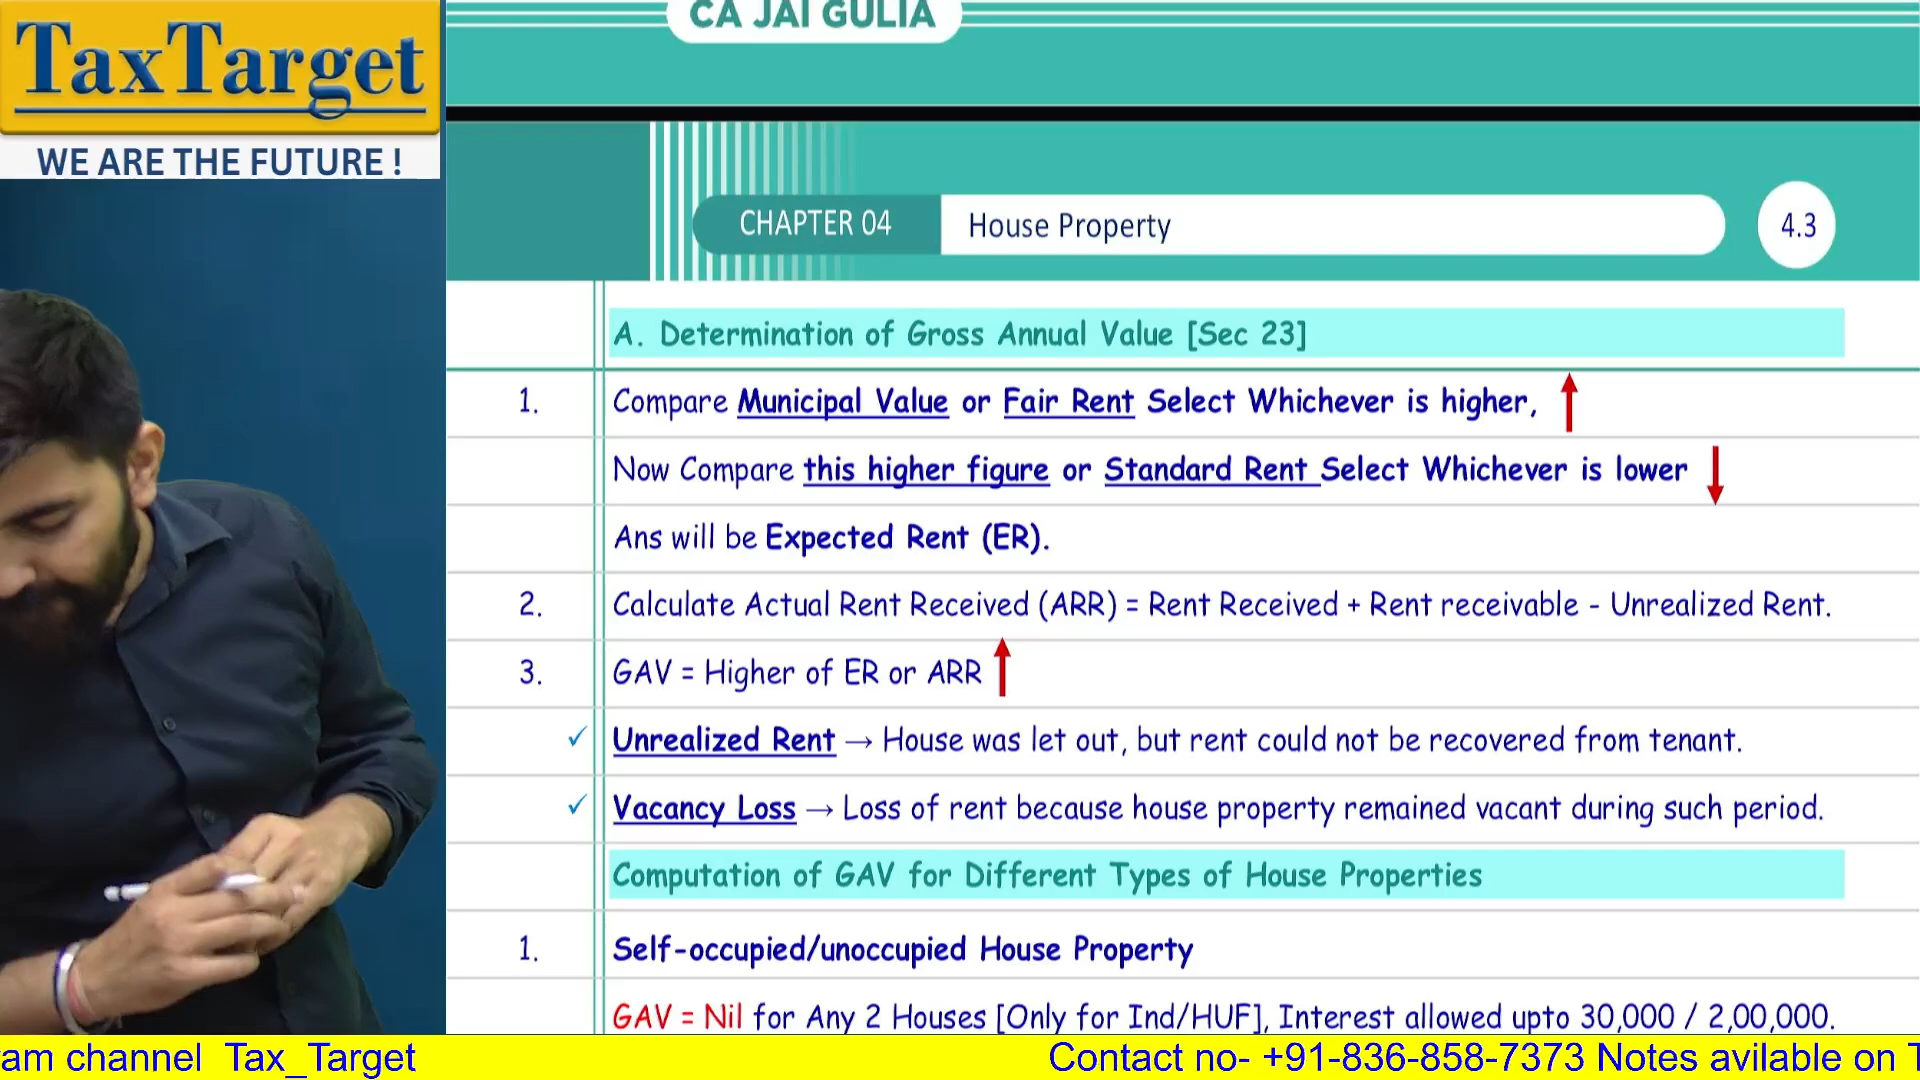 CA JAI GULIA
TaxTarget
WE ARE THE FUTURE !
CHAPTER 04 House Property 4.3
A. Determination of Gross Annual Value [Sec 23]
1. Compare Municipal Value or Fair Rent Select Whichever is higher,
Now Compare this higher figure or Standard Rent Select Whichever is lower
Ans will be Expected Rent (ER).
2. Calculate Actual Rent Received (ARR) = Rent Received + Rent receivable - Unrealized Rent.
3. GAV = Higher of ER or ARR
✓ Unrealized Rent → House was let out, but rent could not be recovered from tenant.
✓ Vacancy Loss → Loss of rent because house property remained vacant during such period.
Computation of GAV for Different Types of House Properties
1. Self-occupied/unoccupied House Property
GAV = Nil for Any 2 Houses [Only for Ind/HUF], Interest allowed upto 30,000 / 2,00,000.
am channel Tax_Target Contact no- +91-836-858-7373 Notes avilable on T